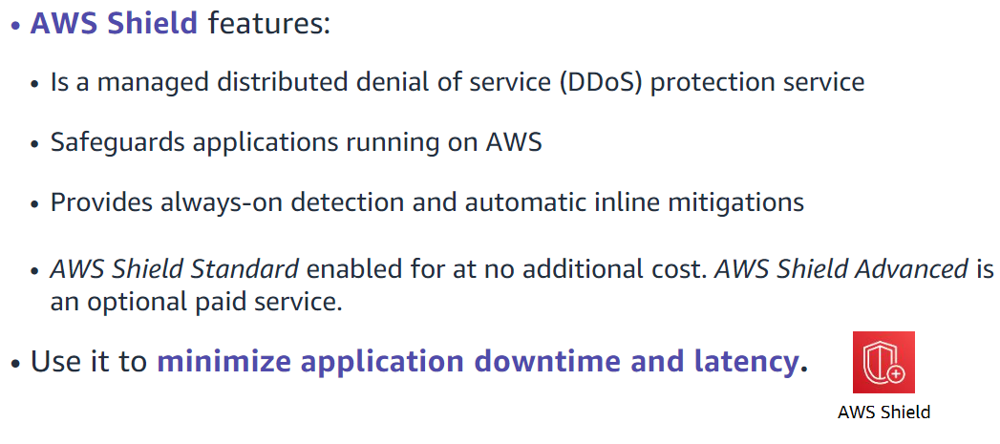 • AWS Shield features:
• Is a managed distributed denial of service (DDoS) protection service
• Safeguards applications running on AWS
• Provides always-on detection and automatic inline mitigations
• AWS Shield Standard enabled for at no additional cost. AWS Shield Advanced is
an optional paid service.
• Use it to minimize application downtime and latency.
AWS Shield